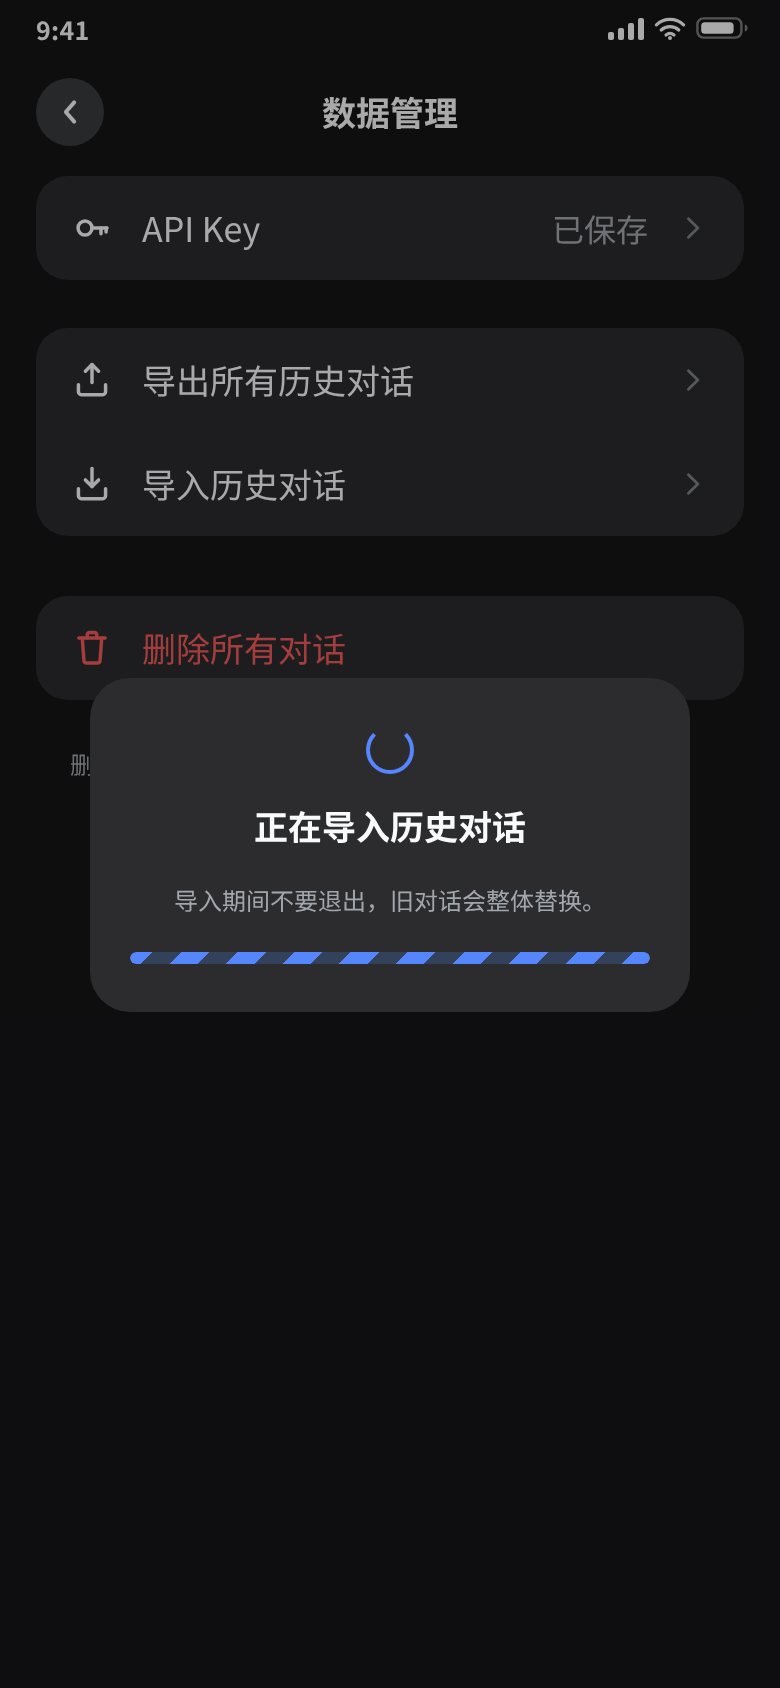 9:41
数据管理
API Key 已保存
导出所有历史对话
导入历史对话
删除所有对话
删
正在导入历史对话
导入期间不要退出，旧对话会整体替换。